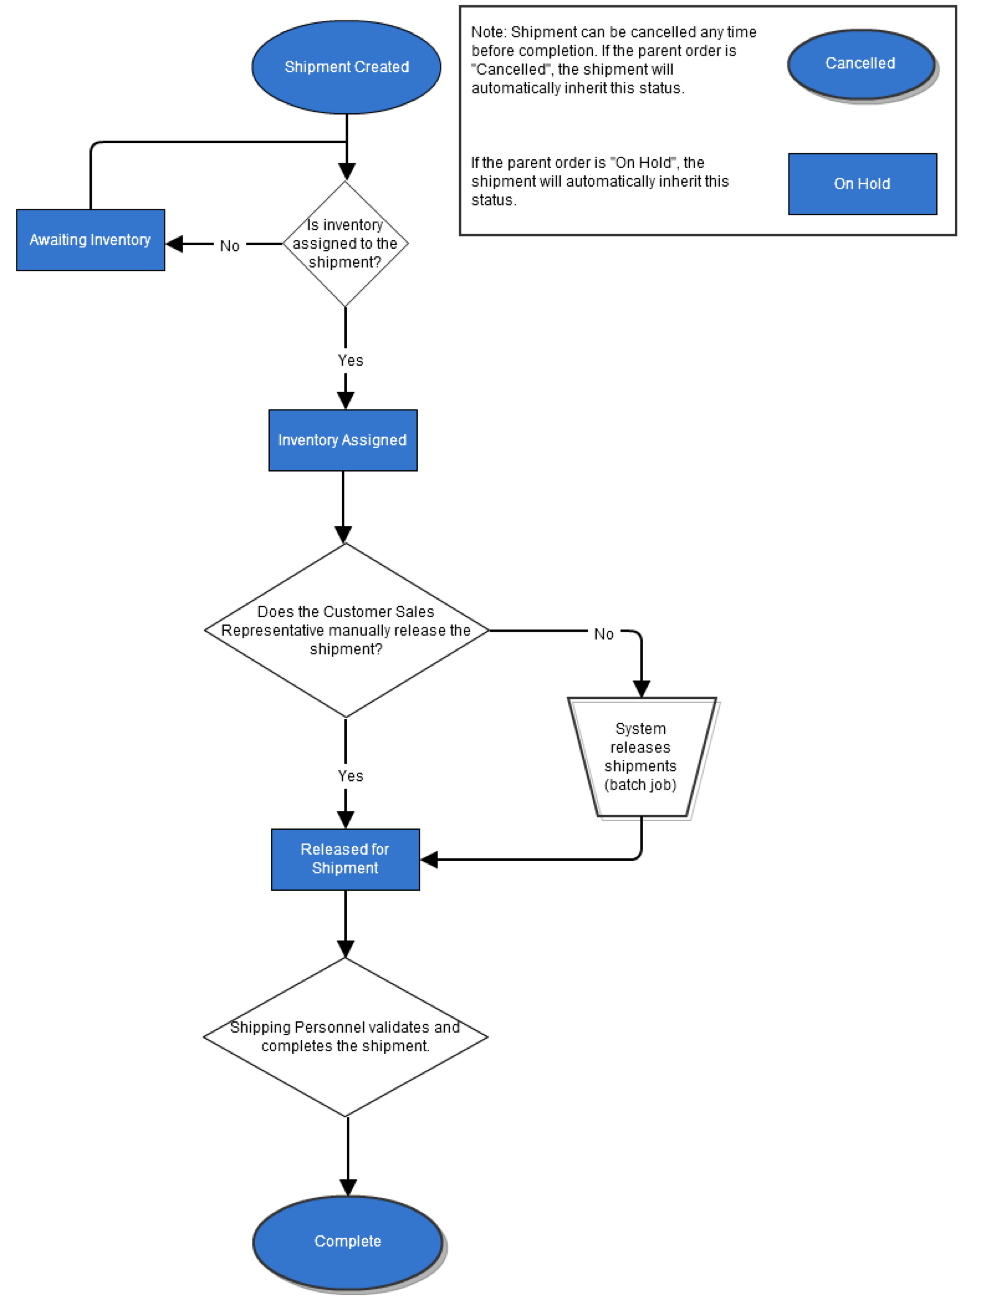 Shipment Created
Note: Shipment can be cancelled any time
before completion. If the parent order is
"Cancelled", the shipment will
automatically inherit this status.
Cancelled
If the parent order is "On Hold", the
shipment will automatically inherit this
status.
On Hold
Is inventory
assigned to the
shipment?
No
Awaiting Inventory
Yes
Inventory Assigned
Does the Customer Sales
Representative manually release the
shipment?
No
System
releases
shipments
(batch job)
Yes
Released for
Shipment
Shipping Personnel validates and
completes the shipment.
Complete